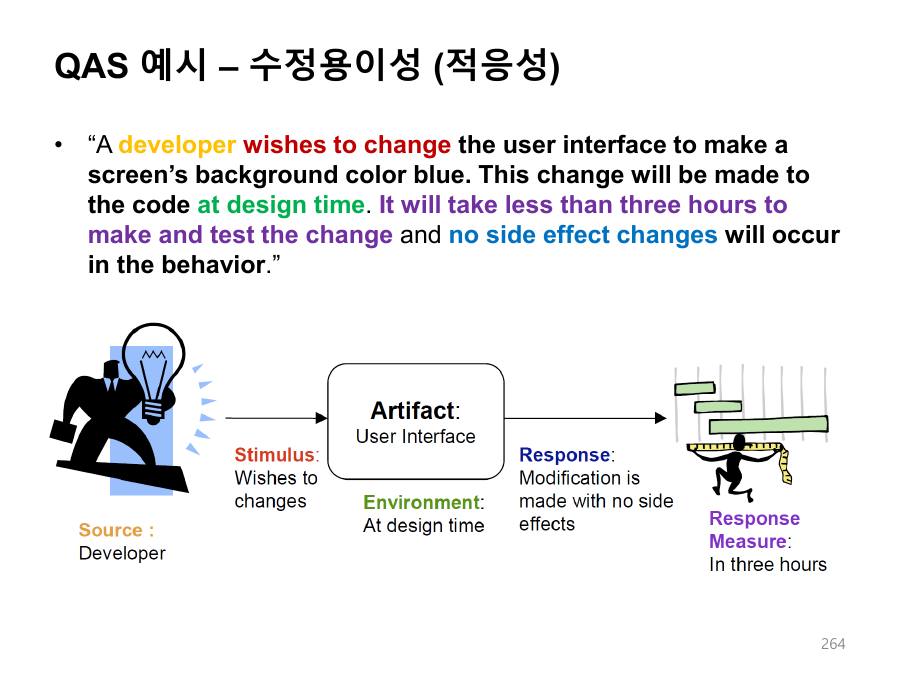 QAS 예시 – 수정용이성 (적응성)
• “A developer wishes to change the user interface to make a
screen’s background color blue. This change will be made to
the code at design time. It will take less than three hours to
make and test the change and no side effect changes will occur
in the behavior.”
Artifact:
User Interface
Stimulus:
Wishes to
changes
Response:
Modification is
made with no side
effects
Environment:
At design time
Source :
Developer
Response
Measure:
In three hours
264